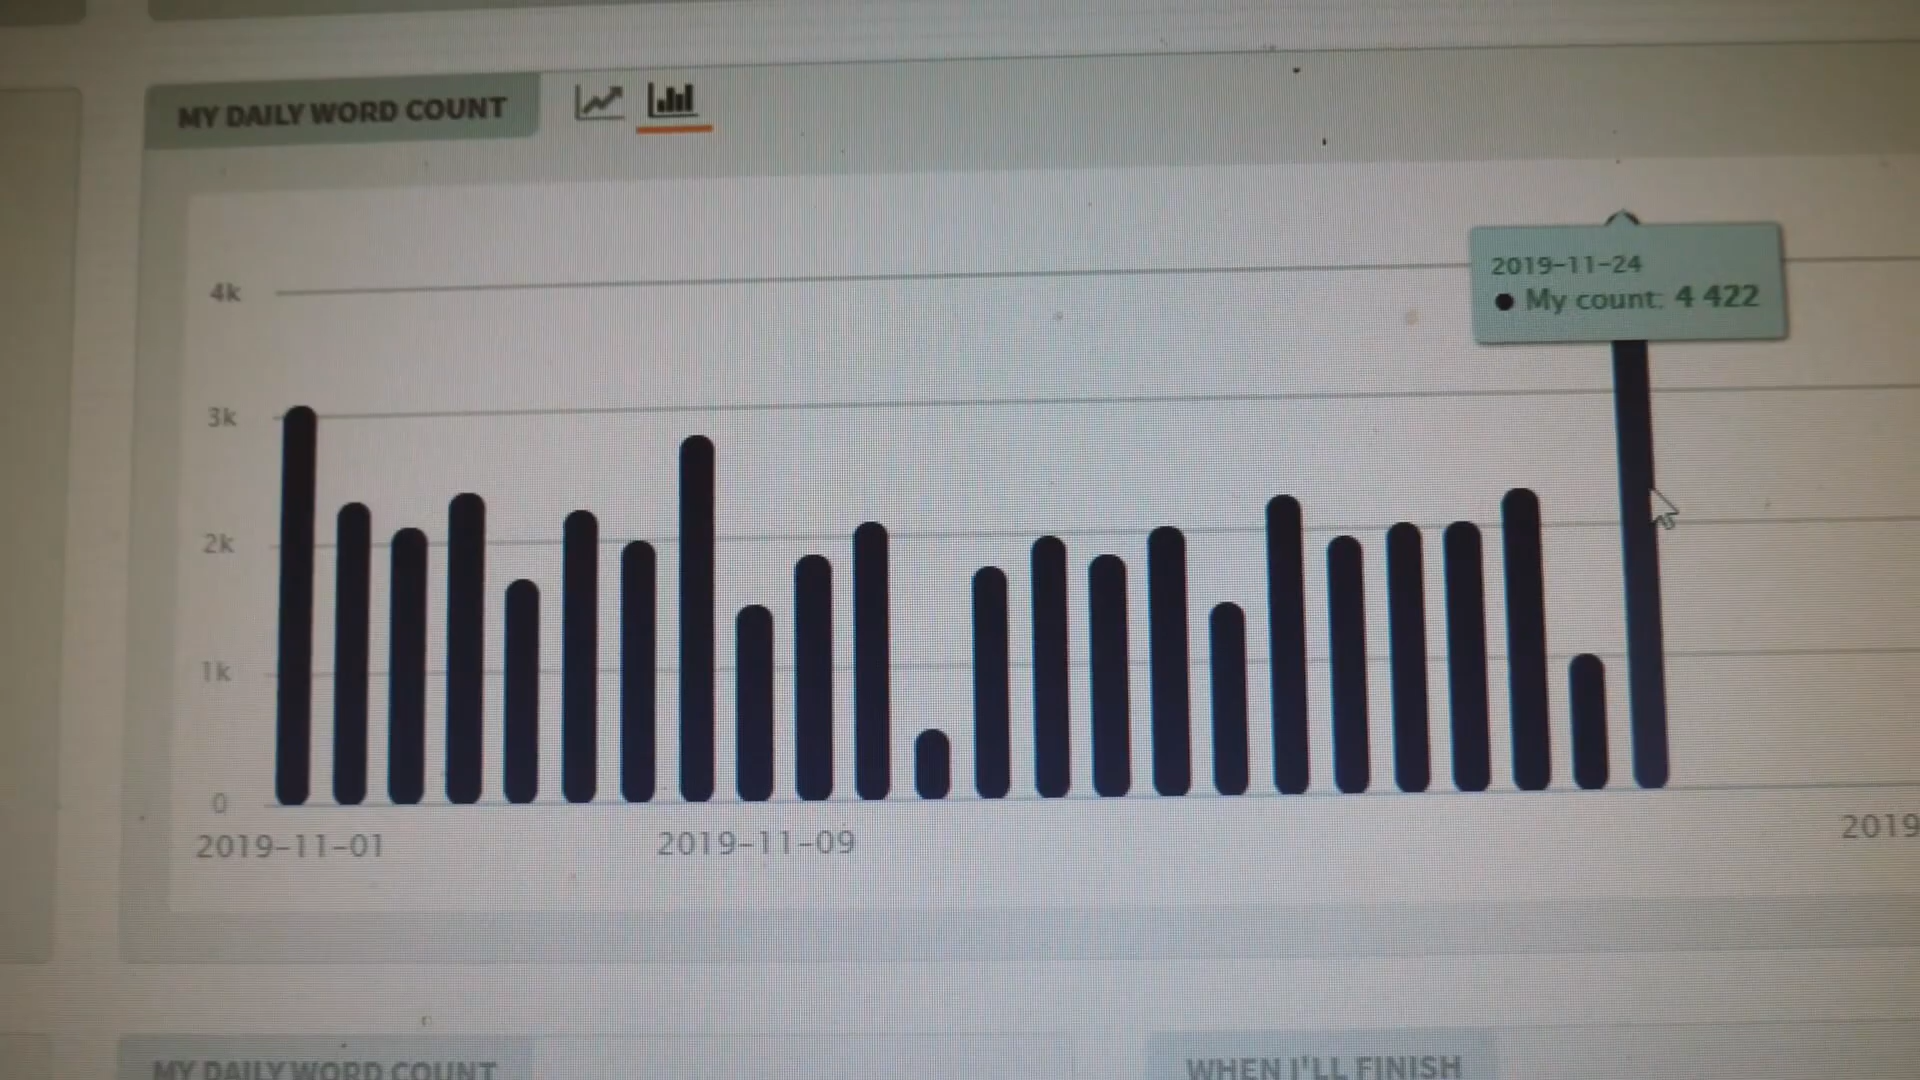 MY DAILY WORD COUNT
4k
3k
2k
1k
0
2019-11-24
● My count: 4 422
2019-11-01
2019-11-09
2019
MY DAILY WORD COUNT
WHEN I'LL FINISH